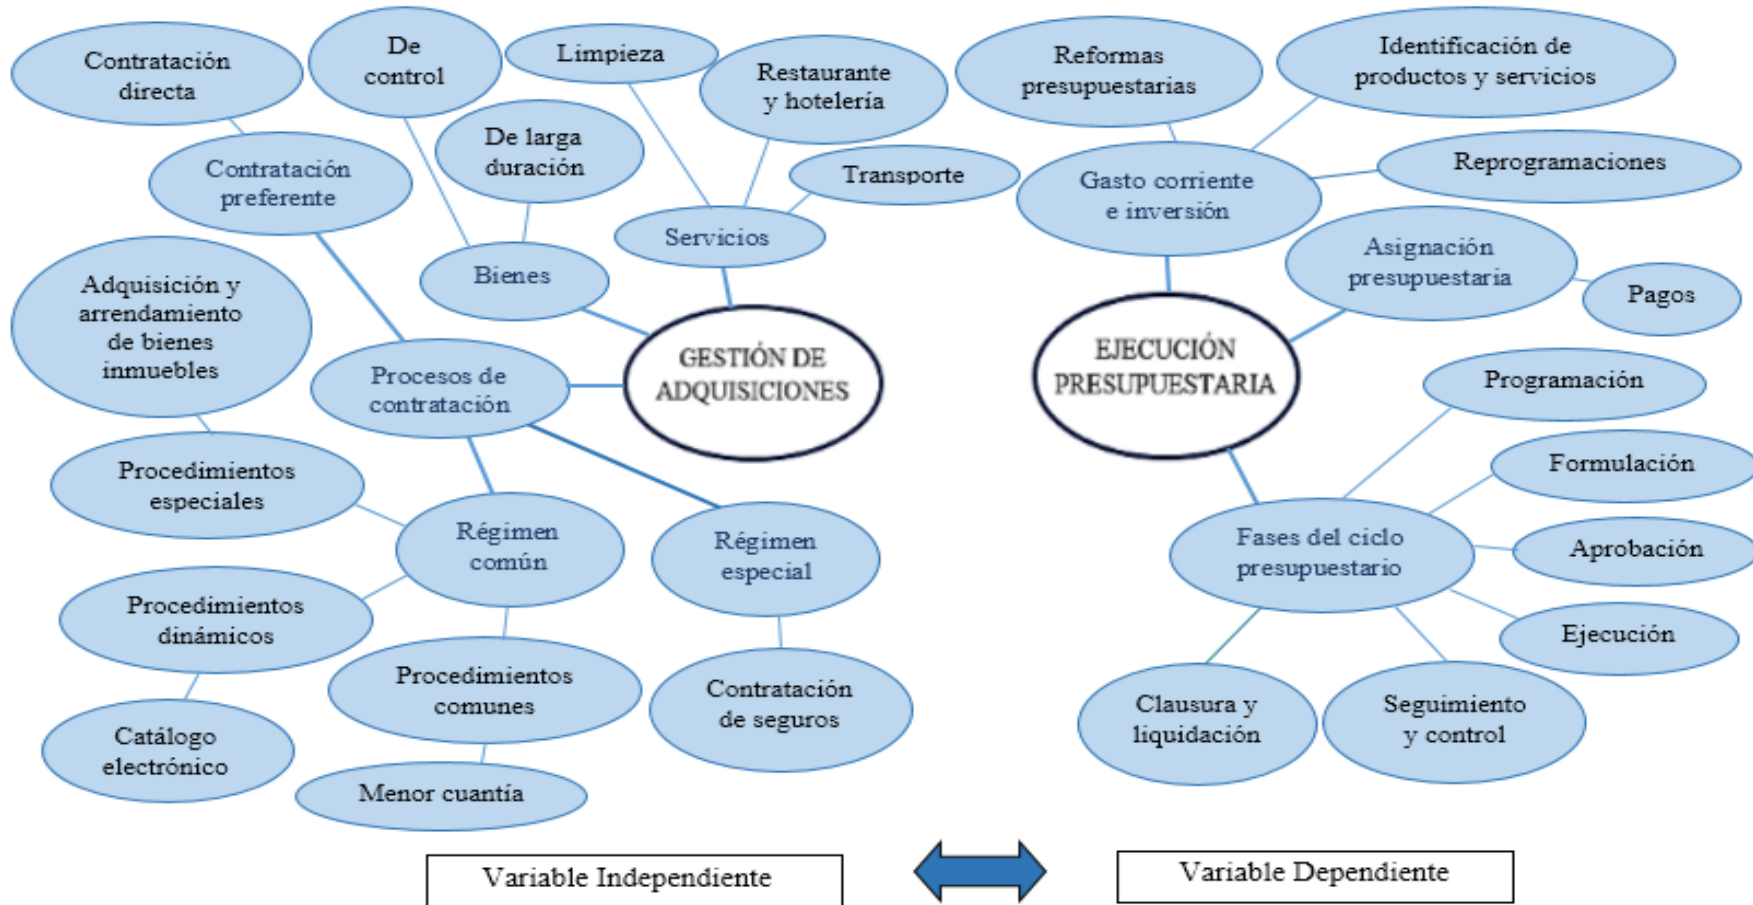 Contratación
directa
De
control
Limpieza
Restaurante
y hotelería
Reformas
presupuestarias
Identificación de
productos y servicios
De larga
duración
Contratación
preferente
Transporte
Gasto corriente
e inversión
Reprogramaciones
Servicios
Bienes
Asignación
presupuestaria
Pagos
Adquisición y
arrendamiento
de bienes
inmuebles
GESTIÓN DE
ADQUISICIONES
EJECUCIÓN
PRESUPUESTARIA
Procesos de
contratación
Programación
Procedimientos
especiales
Formulación
Régimen
común
Régimen
especial
Fases del ciclo
presupuestario
Aprobación
Procedimientos
dinámicos
Ejecución
Procedimientos
comunes
Contratación
de seguros
Clausura y
liquidación
Seguimiento
y control
Catálogo
electrónico
Menor cuantía
Variable Independiente
Variable Dependiente